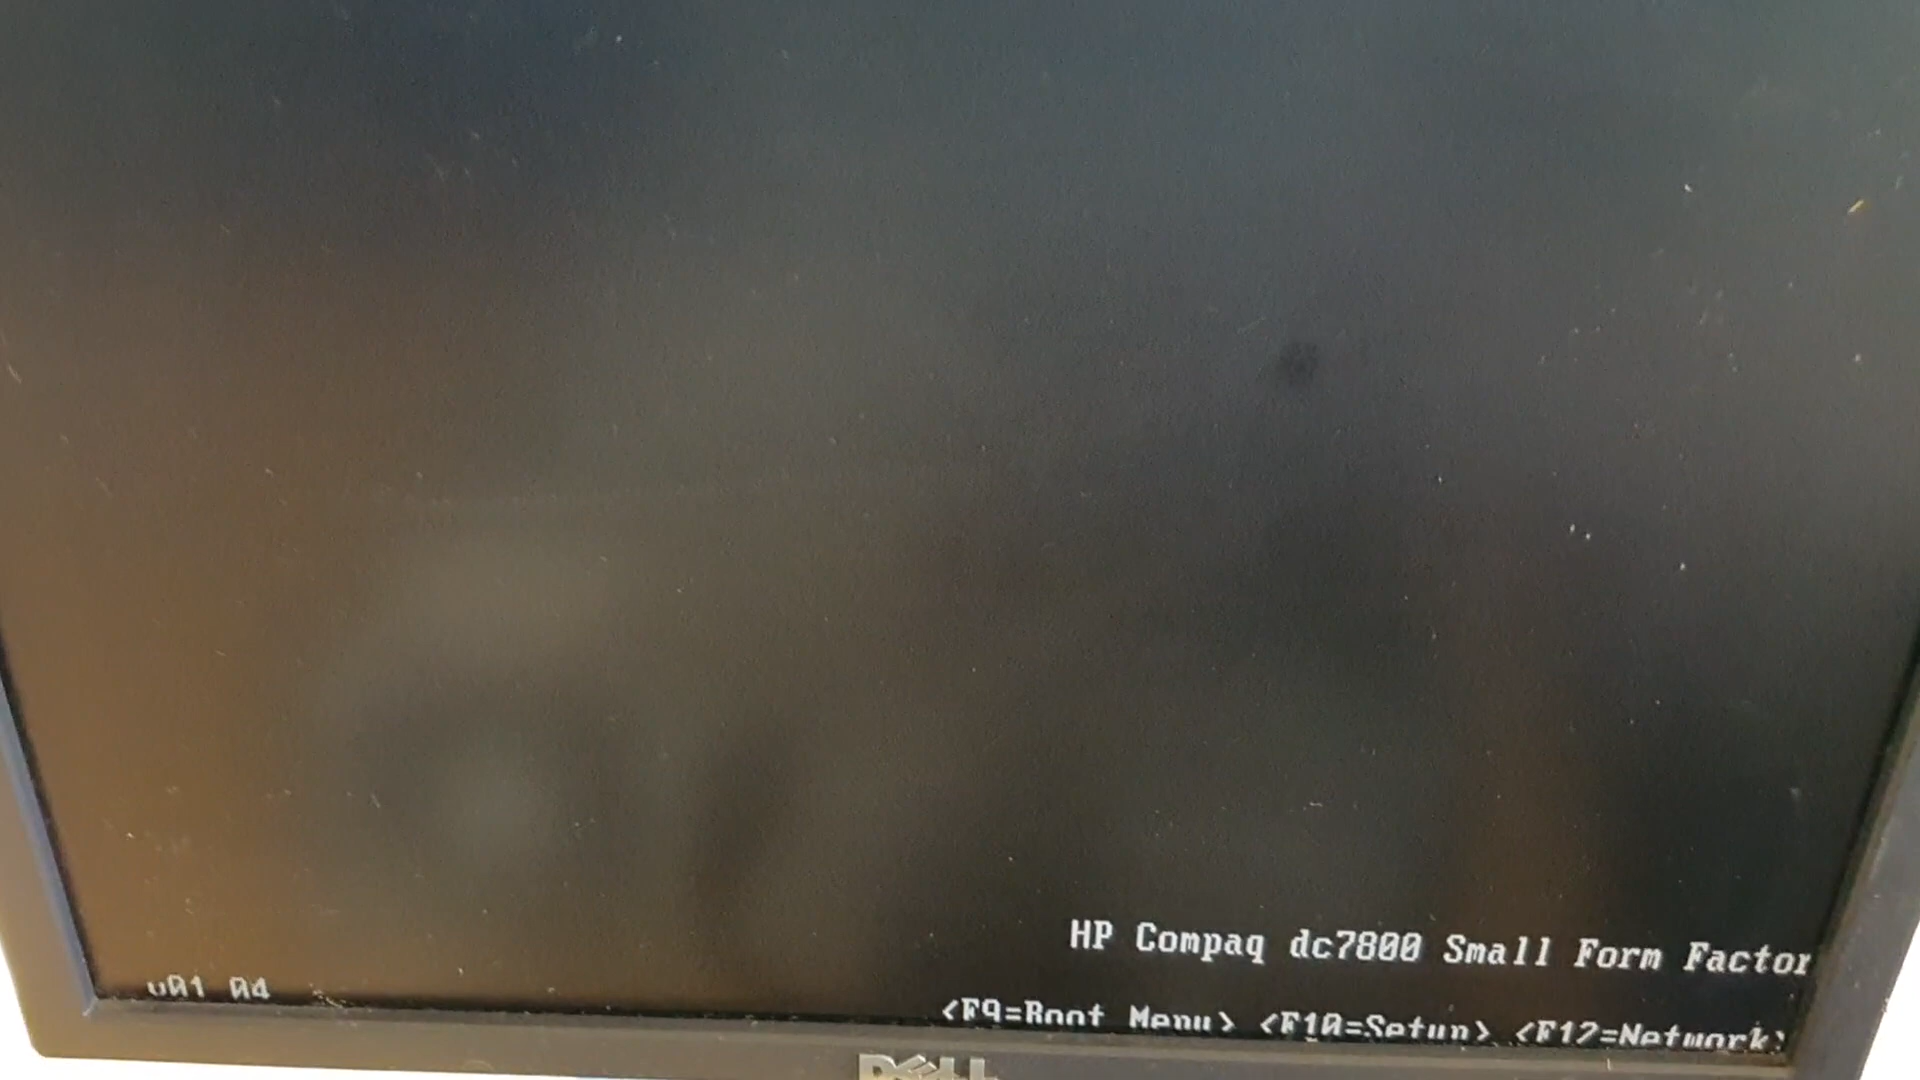 HP Compaq dc7800 Small Form Factor
v01.04
<F9=Boot Menu> <F10=Setup> <F12=Network>
DELL